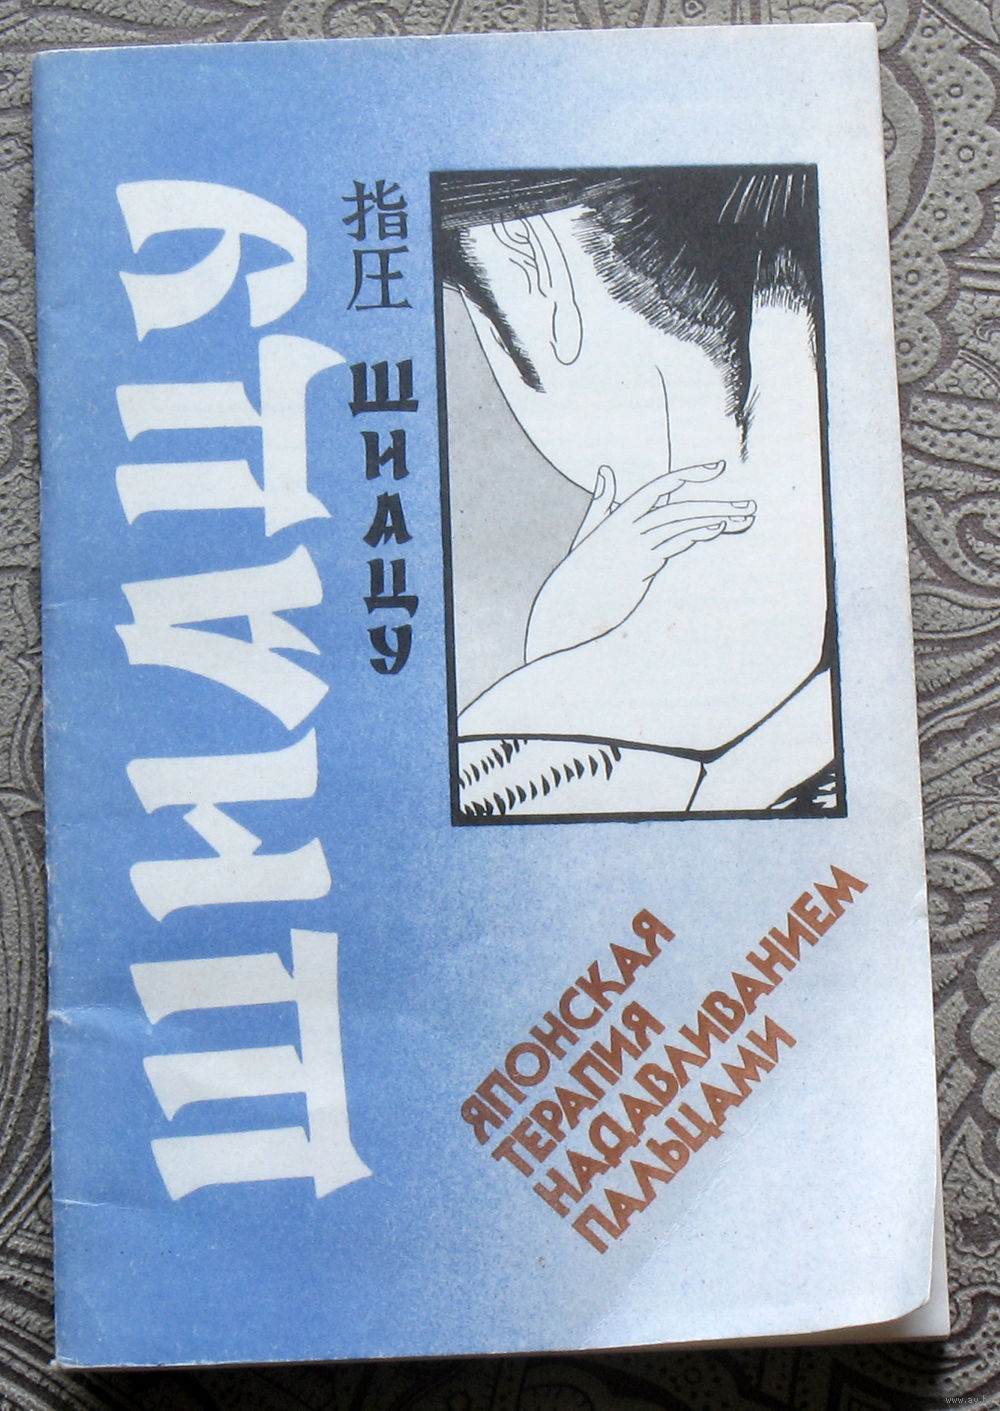 ШИАЦУ
指圧
ШИАЦУ
ЯПОНСКАЯ
ТЕРАПИЯ
НАДАВЛИВАНИЕМ
ПАЛЬЦАМИ